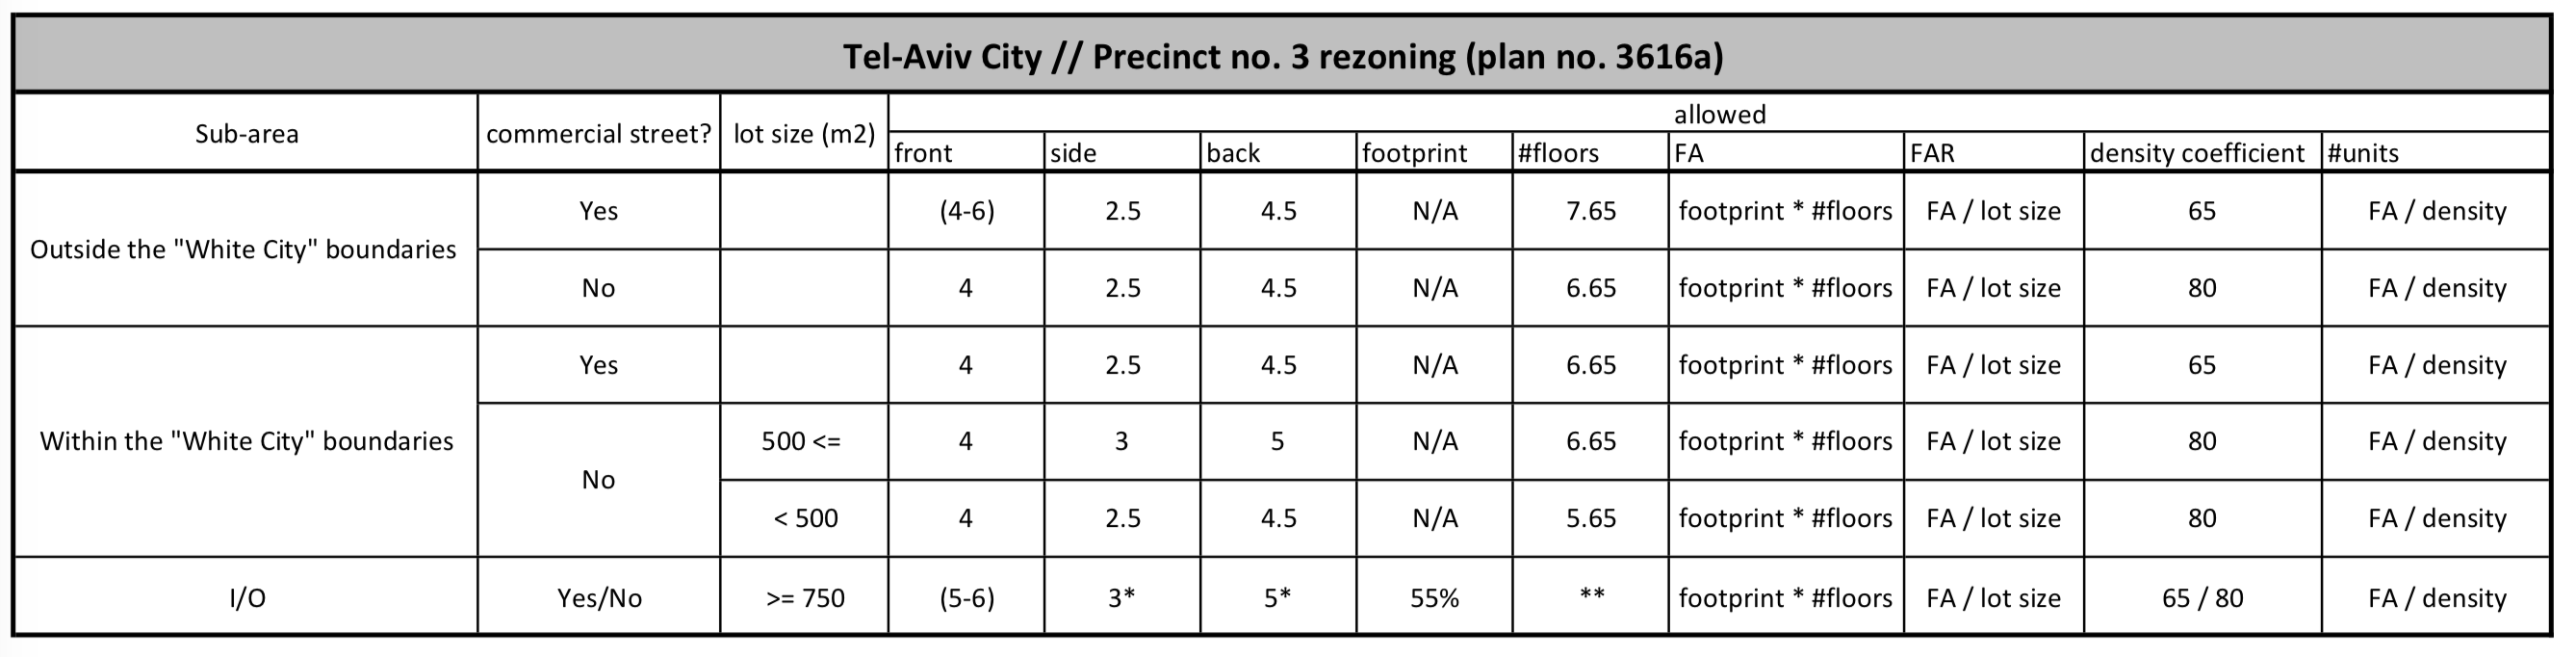 Tel-Aviv City // Precinct no. 3 rezoning (plan no. 3616a)
Sub-area commercial street? lot size (m2) allowed
front side back footprint #floors FA FAR density coefficient #units
Outside the "White City" boundaries Yes (4-6) 2.5 4.5 N/A 7.65 footprint * #floors FA / lot size 65 FA / density
No 4 2.5 4.5 N/A 6.65 footprint * #floors FA / lot size 80 FA / density
Within the "White City" boundaries Yes 4 2.5 4.5 N/A 6.65 footprint * #floors FA / lot size 65 FA / density
No 500 <= 4 3 5 N/A 6.65 footprint * #floors FA / lot size 80 FA / density
< 500 4 2.5 4.5 N/A 5.65 footprint * #floors FA / lot size 80 FA / density
I/O Yes/No >= 750 (5-6) 3* 5* 55% ** footprint * #floors FA / lot size 65 / 80 FA / density